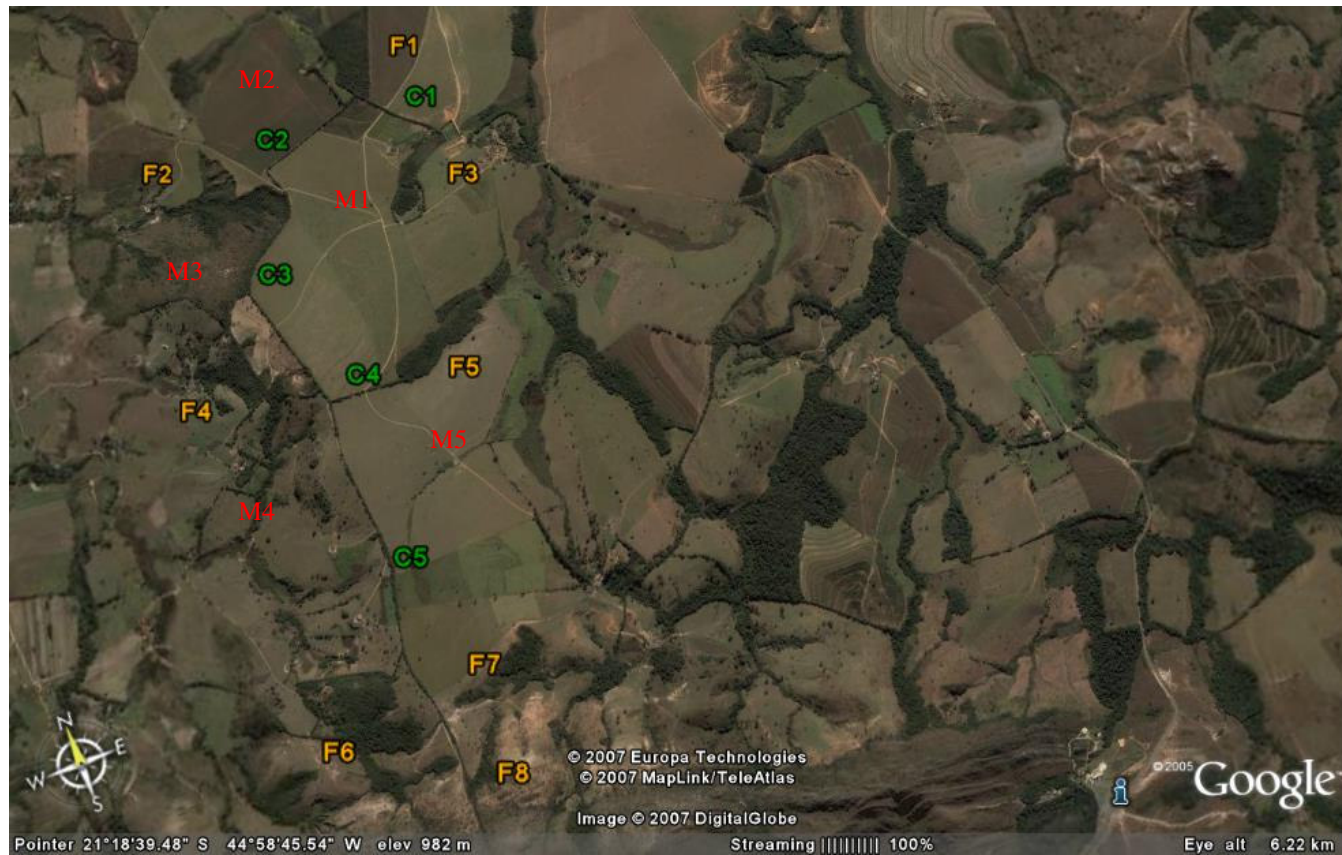 F1
M2
C1
C2
F2
F3
M1
M3
C3
F5
C4
F4
M5
M4
C5
F7
F6
F8
N
E
W
S
© 2007 Europa Technologies
© 2007 MapLink/TeleAtlas
Image © 2007 DigitalGlobe
©2005 Google
i
Pointer 21°18'39.48" S 44°58'45.54" W elev 982 m Streaming |||||||||| 100% Eye alt 6.22 km